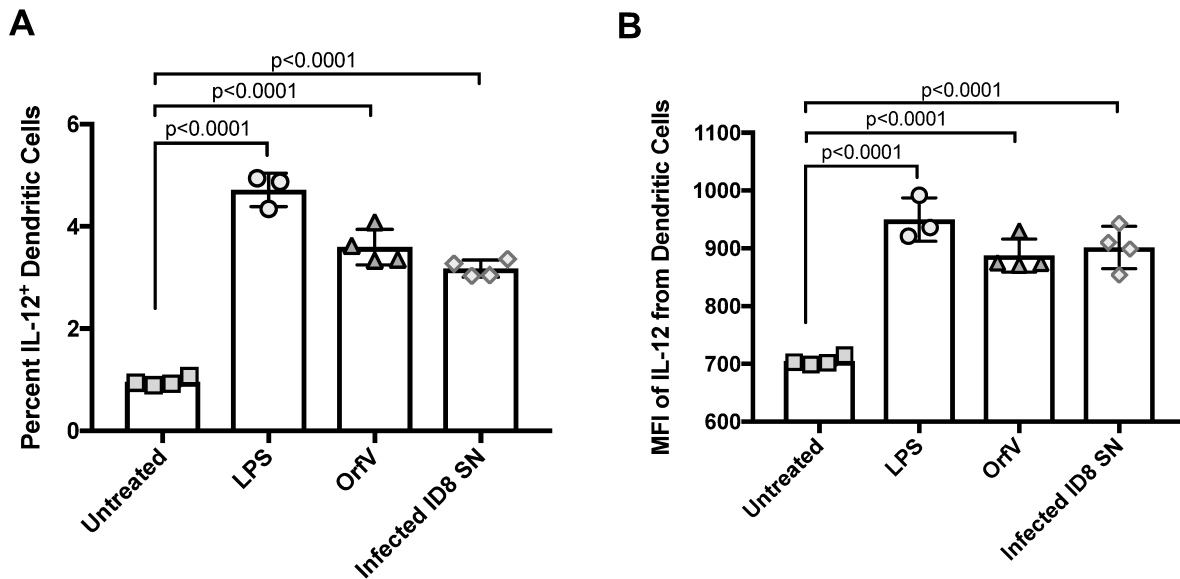 A
p<0.0001
p<0.0001
p<0.0001
Percent IL-12+ Dendritic Cells
6
4
2
0
Untreated
LPS
OrfV
Infected ID8 SN
B
p<0.0001
p<0.0001
p<0.0001
MFI of IL-12 from Dendritic Cells
1100
1000
900
800
700
600
Untreated
LPS
OrfV
Infected ID8 SN